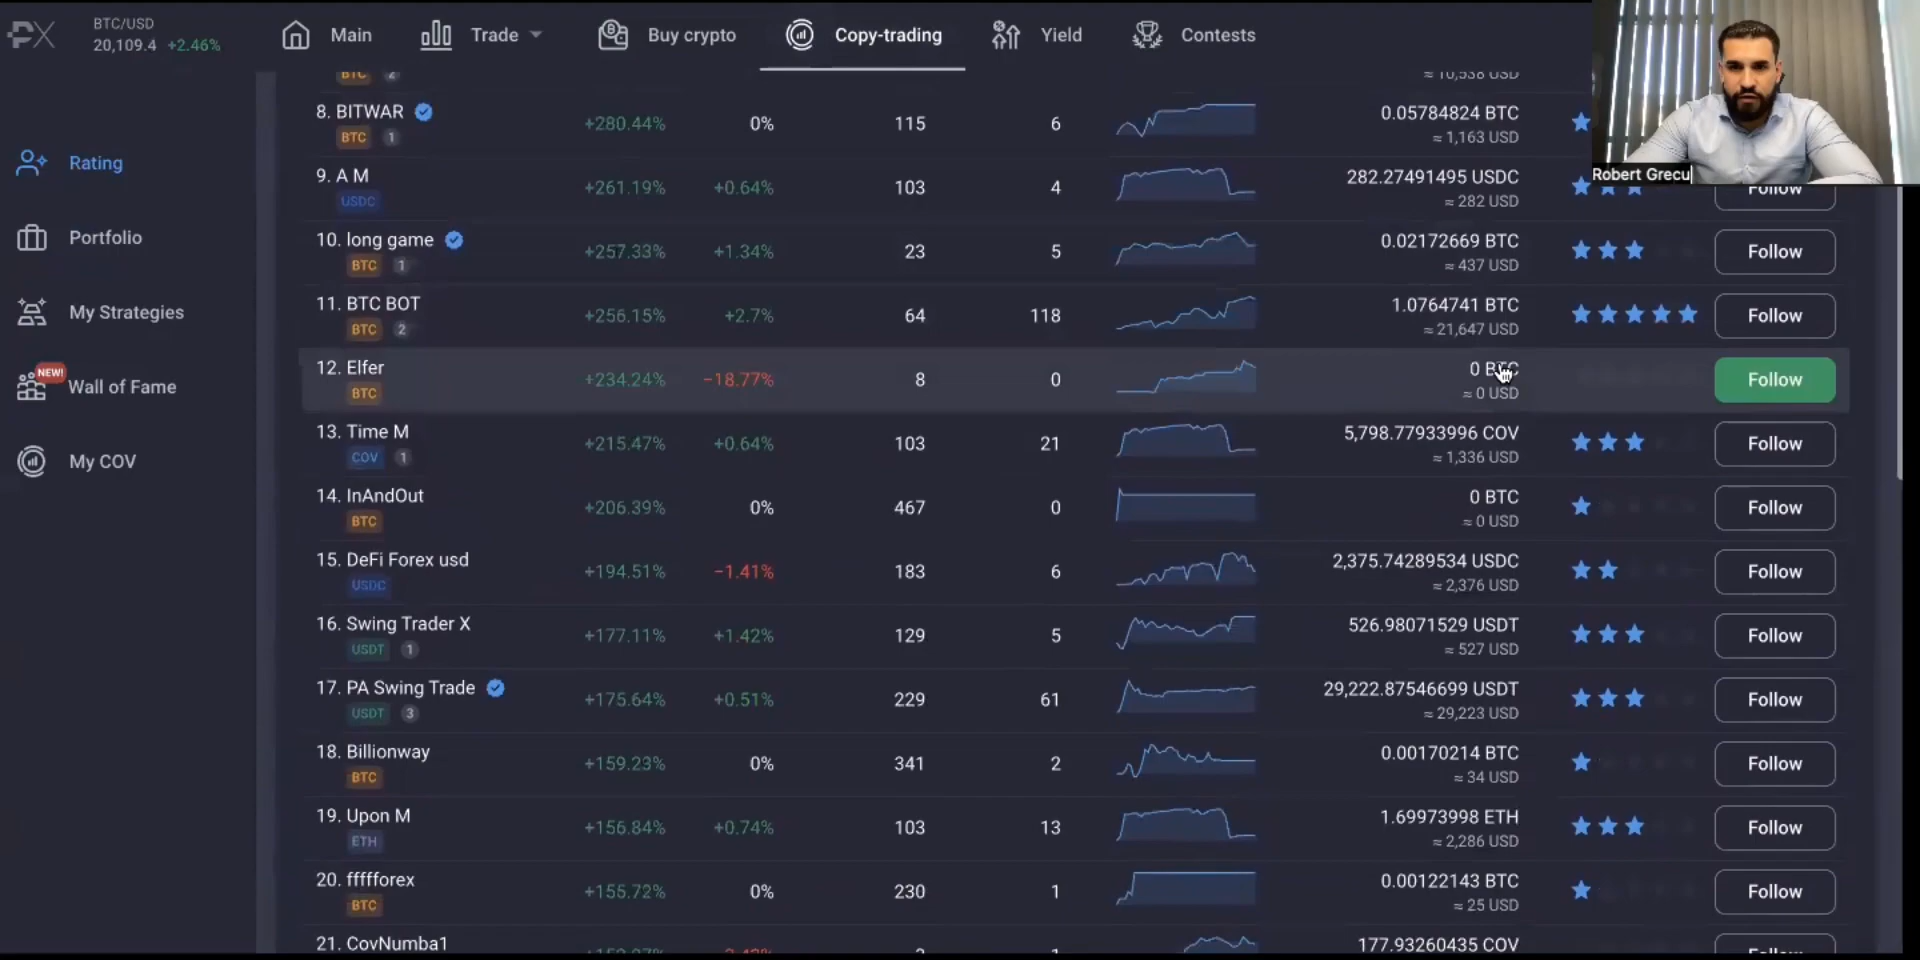 PX
BTC/USD
20,109.4 +2.46%
Main
Trade
Buy crypto
Copy-trading
Yield
Contests
Robert Grecu
Rating
Portfolio
My Strategies
NEW!
Wall of Fame
My COV
BTC 2
≈ 10,538 USD
8. BITWAR +280.44% 0% 115 6 0.05784824 BTC
BTC 1 ≈ 1,163 USD
9. A M +261.19% +0.64% 103 4 282.27491495 USDC Follow
USDC ≈ 282 USD
10. long game +257.33% +1.34% 23 5 0.02172669 BTC Follow
BTC 1 ≈ 437 USD
11. BTC BOT +256.15% +2.7% 64 118 1.0764741 BTC Follow
BTC 2 ≈ 21,647 USD
12. Elfer +234.24% −18.77% 8 0 0 BTC Follow
BTC ≈ 0 USD
13. Time M +215.47% +0.64% 103 21 5,798.77933996 COV Follow
COV 1 ≈ 1,336 USD
14. InAndOut +206.39% 0% 467 0 0 BTC Follow
BTC ≈ 0 USD
15. DeFi Forex usd +194.51% −1.41% 183 6 2,375.74289534 USDC Follow
USDC ≈ 2,376 USD
16. Swing Trader X +177.11% +1.42% 129 5 526.98071529 USDT Follow
USDT 1 ≈ 527 USD
17. PA Swing Trade +175.64% +0.51% 229 61 29,222.87546699 USDT Follow
USDT 3 ≈ 29,223 USD
18. Billionway +159.23% 0% 341 2 0.00170214 BTC Follow
BTC ≈ 34 USD
19. Upon M +156.84% +0.74% 103 13 1.69973998 ETH Follow
ETH ≈ 2,286 USD
20. fffffforex +155.72% 0% 230 1 0.00122143 BTC Follow
BTC ≈ 25 USD
21. CovNumba1 177.93260435 COV Follow